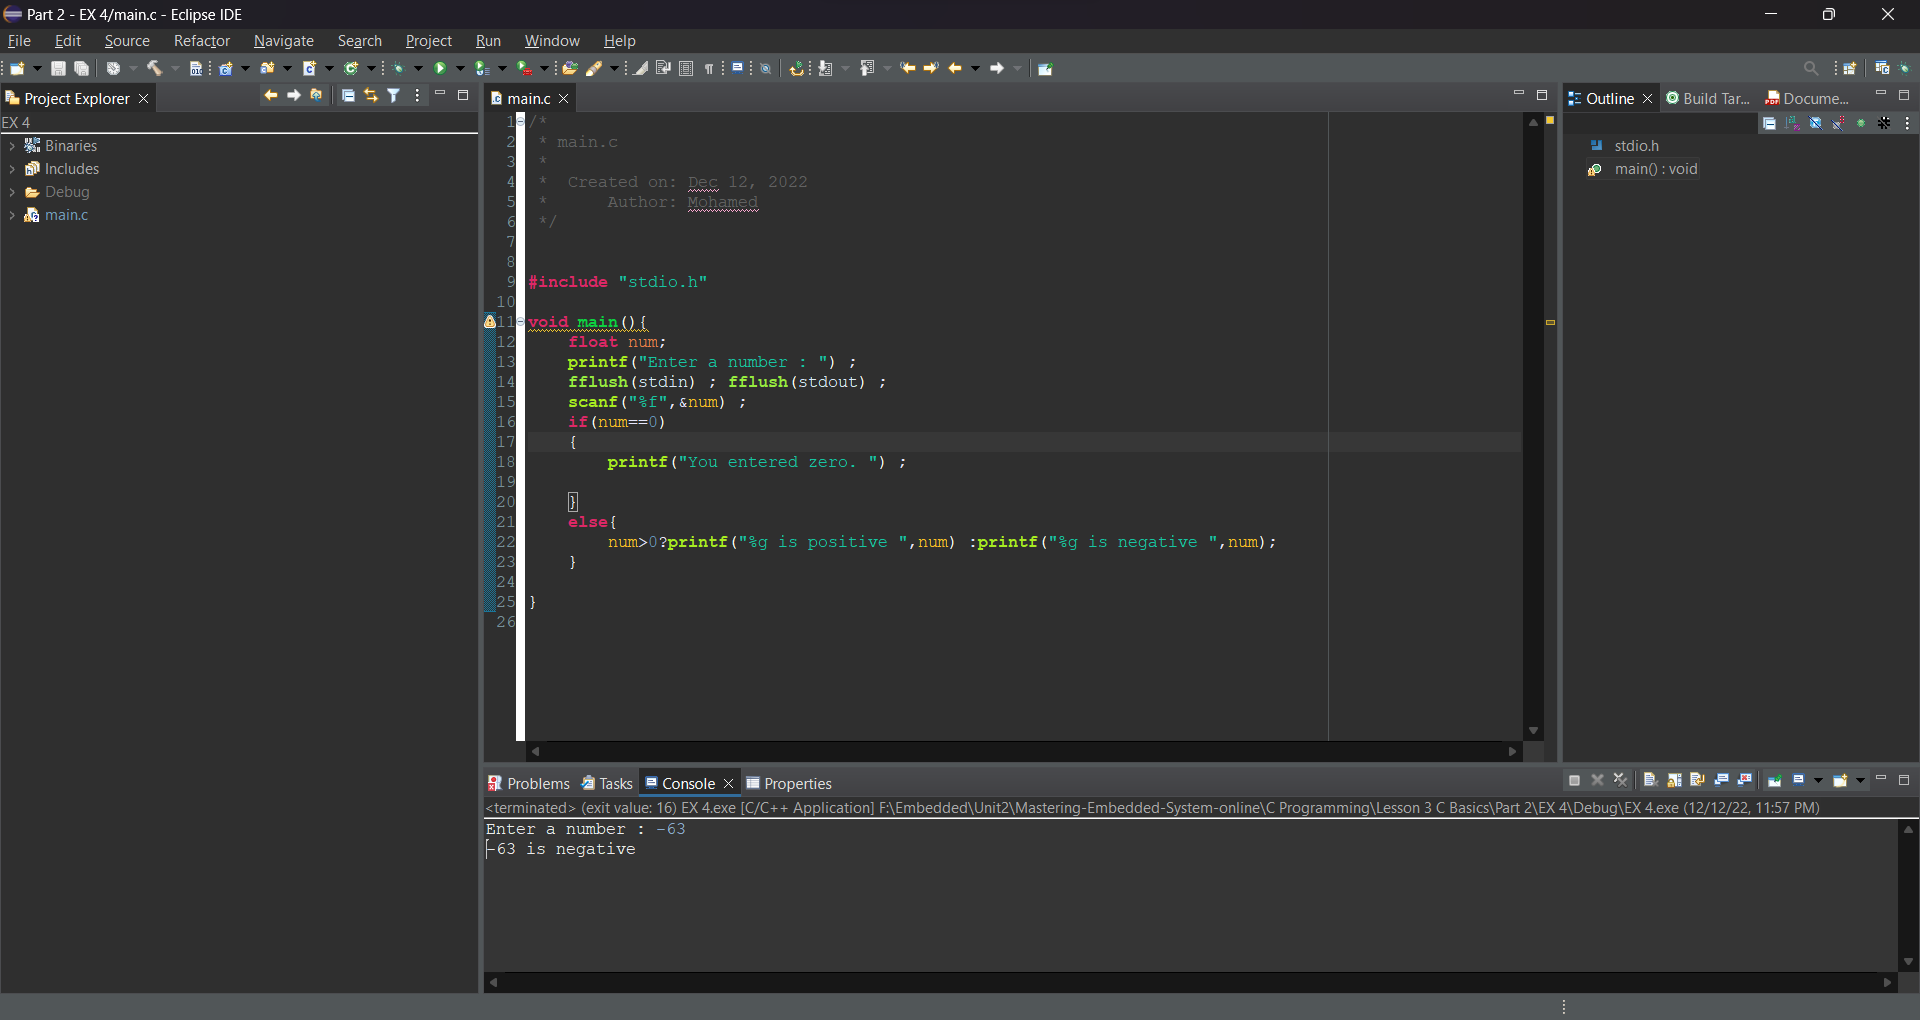 Part 2 - EX 4/main.c - Eclipse IDE
File Edit Source Refactor Navigate Search Project Run Window Help
Project Explorer
EX 4
Binaries
Includes
Debug
main.c
main.c
1 /*
2 * main.c
3 *
4 * Created on: Dec 12, 2022
5 * Author: Mohamed
6 */
7
8
9 #include "stdio.h"
10
11 void main(){
12 float num;
13 printf("Enter a number : ") ;
14 fflush(stdin) ; fflush(stdout) ;
15 scanf("%f",&num) ;
16 if(num==0)
17 {
18 printf("You entered zero. ") ;
19
20 }
21 else{
22 num>0?printf("%g is positive ",num) :printf("%g is negative ",num);
23 }
24
25 }
26
Outline Build Tar... Docume...
stdio.h
main() : void
Problems Tasks Console Properties
<terminated> (exit value: 16) EX 4.exe [C/C++ Application] F:\Embedded\Unit2\Mastering-Embedded-System-online\C Programming\Lesson 3 C Basics\Part 2\EX 4\Debug\EX 4.exe (12/12/22, 11:57 PM)
Enter a number : -63
-63 is negative